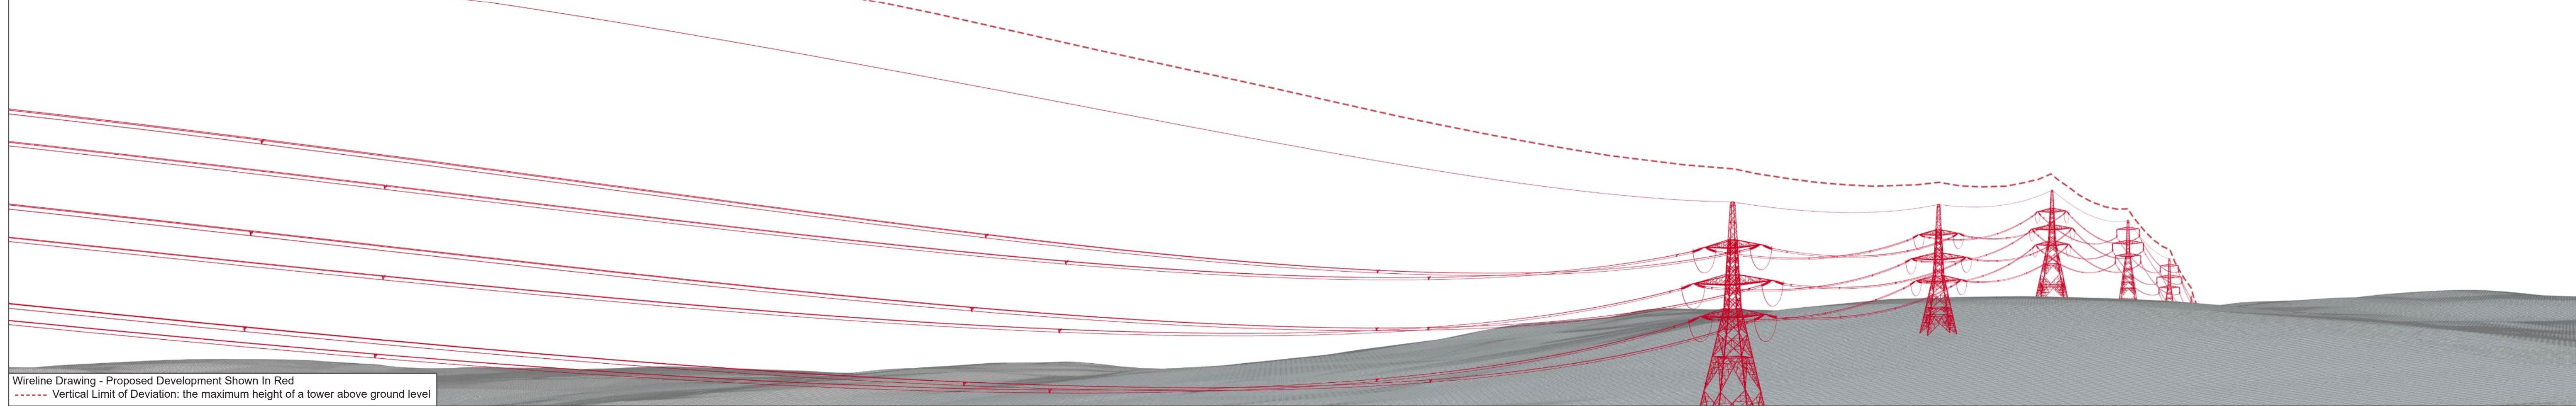 Wireline Drawing - Proposed Development Shown In Red
Vertical Limit of Deviation: the maximum height of a tower above ground level